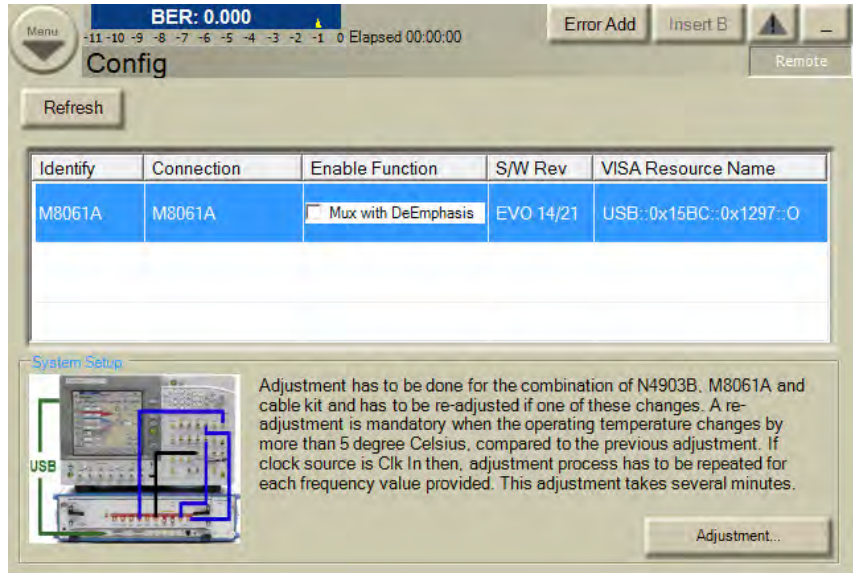 Menu
BER: 0.000
-11 -10 -9 -8 -7 -6 -5 -4 -3 -2 -1 0 Elapsed 00:00:00
Error Add
Insert B
Config
Remote
Refresh
Identify Connection Enable Function S/W Rev VISA Resource Name
M8061A M8061A Mux with DeEmphasis EVO 14/21 USB::0x15BC::0x1297::O
System Setup
USB
Adjustment has to be done for the combination of N4903B, M8061A and
cable kit and has to be re-adjusted if one of these changes. A re-
adjustment is mandatory when the operating temperature changes by
more than 5 degree Celsius, compared to the previous adjustment. If
clock source is Clk In then, adjustment process has to be repeated for
each frequency value provided. This adjustment takes several minutes.
Adjustment...